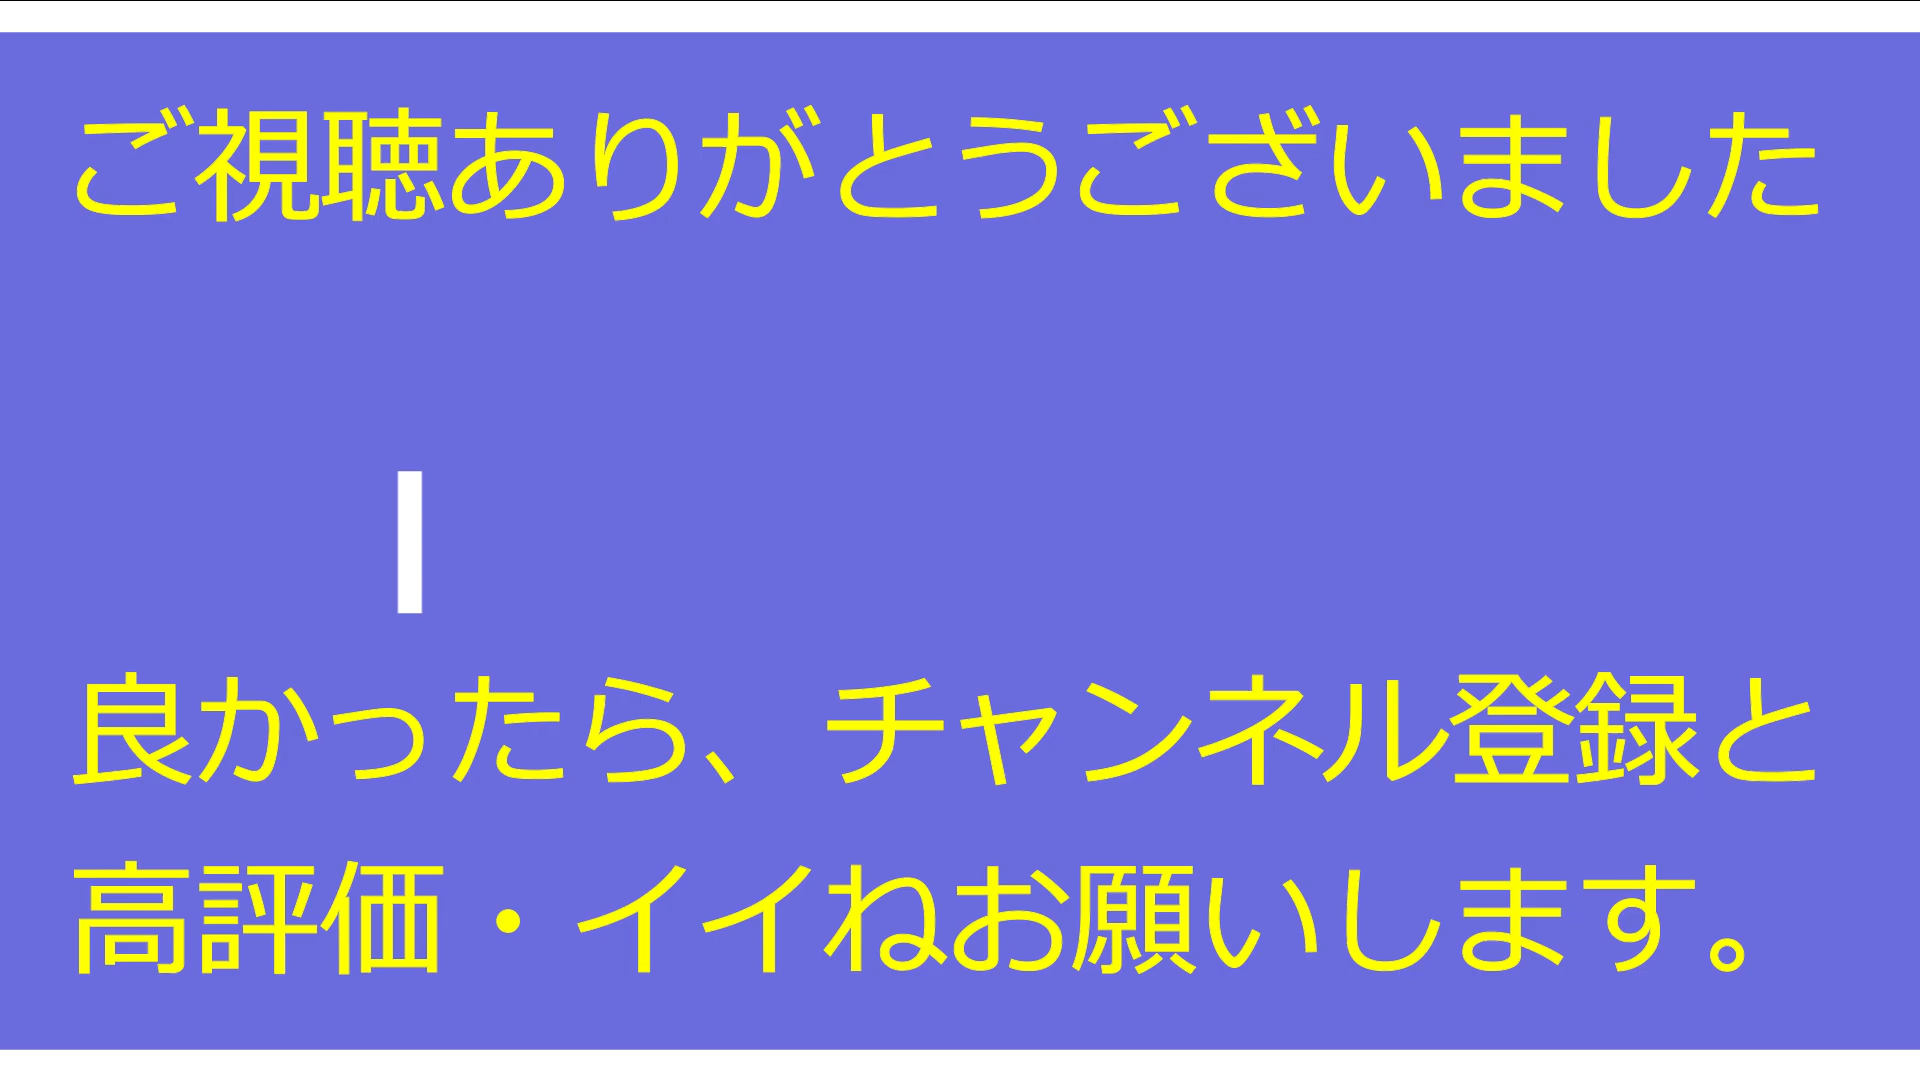 ご視聴ありがとうございました
良かったら、チャンネル登録と
高評価・イイねお願いします。